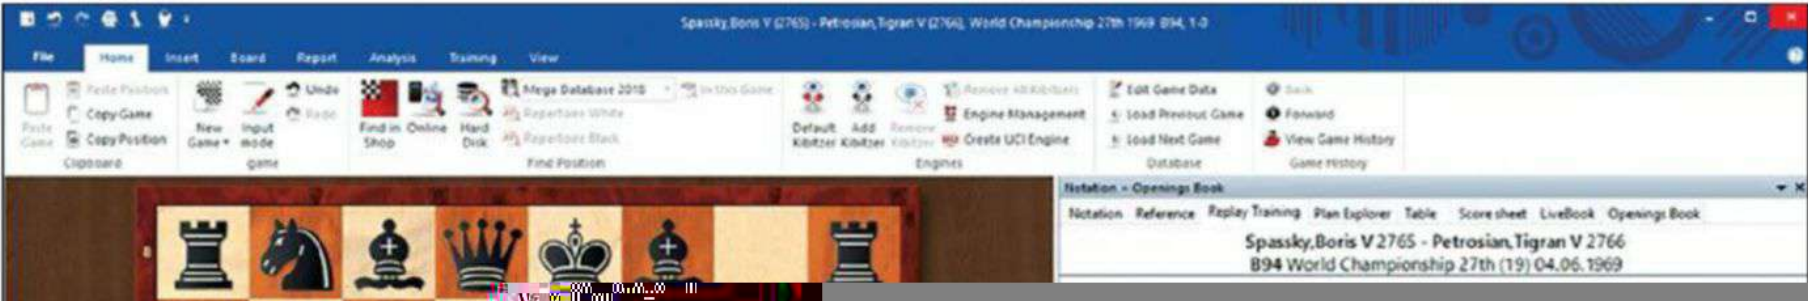 Spassky,Boris V (2765) - Petrosian,Tigran V (2766), World Championship 27th 1969 B94, 1-0
File Home Insert Board Report Analysis Training View
Paste Game
Paste Position
Copy Game
Copy Position
Clipboard
New Game
Input mode
Undo
Redo
game
Find in Shop
Online
Hard Disk
Mega Database 2018
In this Game
Repertoire White
Repertoire Black
Find Position
Default Kibitzer
Add Kibitzer
Remove Kibitzer
Remove All Kibitzers
Engine Management
Create UCI Engine
Engines
Edit Game Data
Load Previous Game
Load Next Game
Database
Back
Forward
View Game History
Game History
Notation - Openings Book
Notation Reference Replay Training Plan Explorer Table Score sheet LiveBook Openings Book
Spassky,Boris V 2765 - Petrosian,Tigran V 2766
B94 World Championship 27th (19) 04.06.1969
8